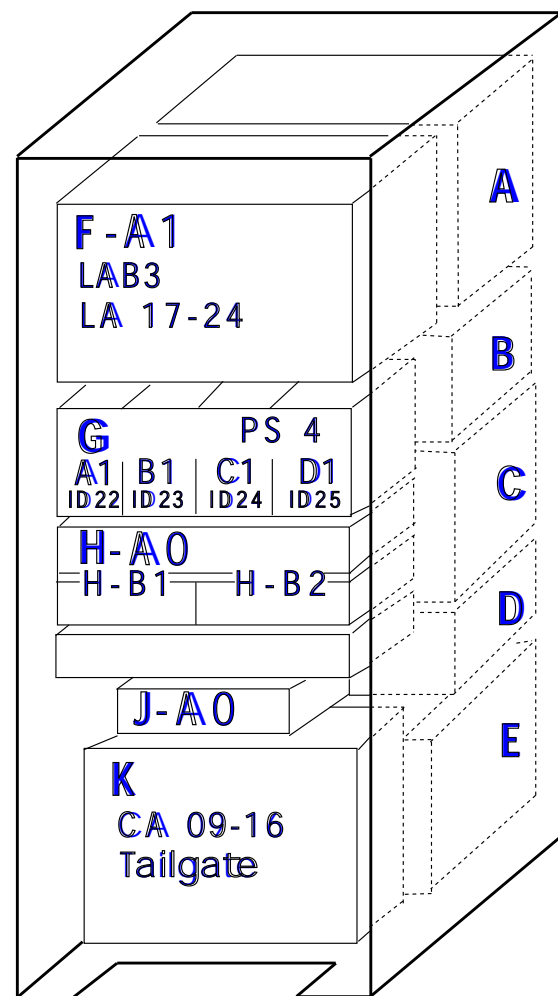 A
F-A1
LAB3
LA 17-24
B
G PS 4
A1 B1 C1 D1
ID22 ID23 ID24 ID25
C
H-A0
H-B1 H-B2
D
J-A0
E
K
CA 09-16
Tailgate